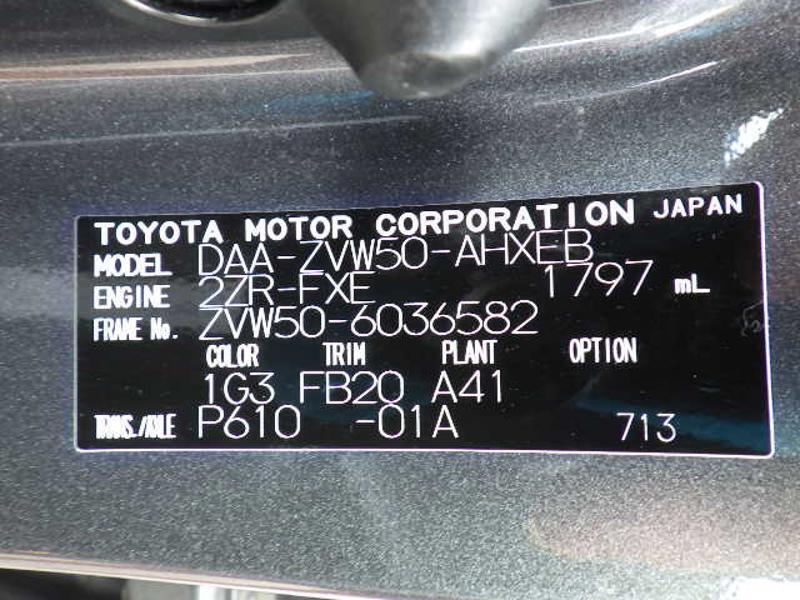 TOYOTA MOTOR CORPORATION JAPAN
MODEL DAA-ZVW50-AHXEB
ENGINE 2ZR-FXE 1797 mL
FRAME No. ZVW50-6036582
COLOR TRIM PLANT OPTION
1G3 FB20 A41
TRANS./AXLE P610 -01A 713